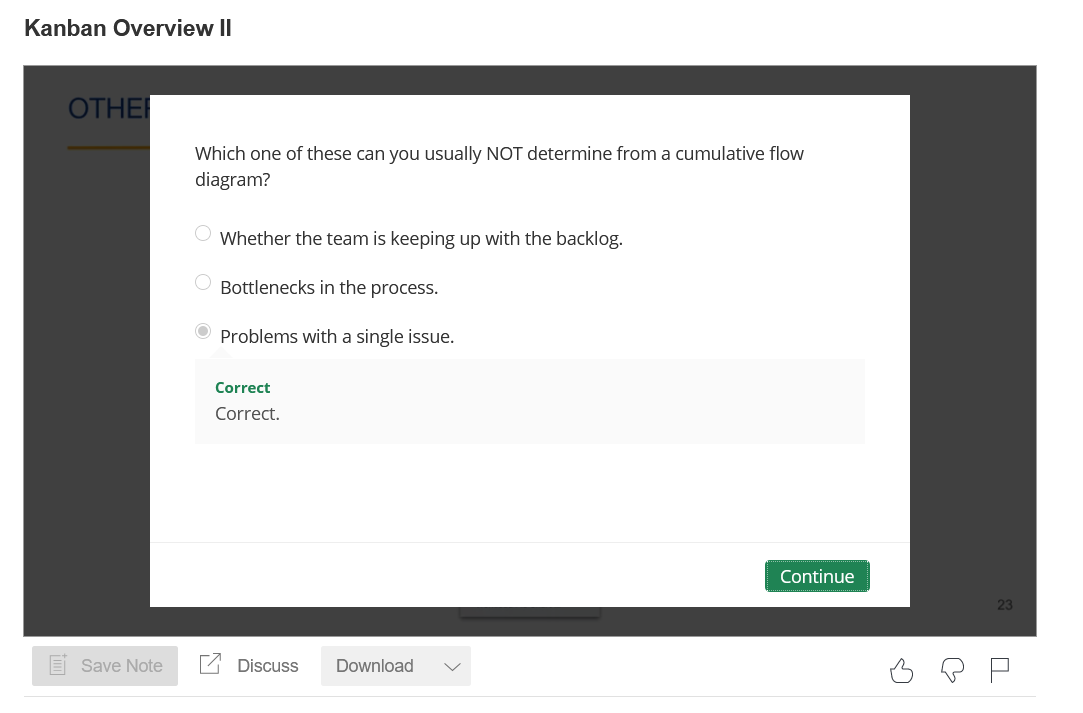 Kanban Overview II
OTHER
Which one of these can you usually NOT determine from a cumulative flow
diagram?
Whether the team is keeping up with the backlog.
Bottlenecks in the process.
Problems with a single issue.
Correct
Correct.
Continue
23
Save Note
Discuss
Download